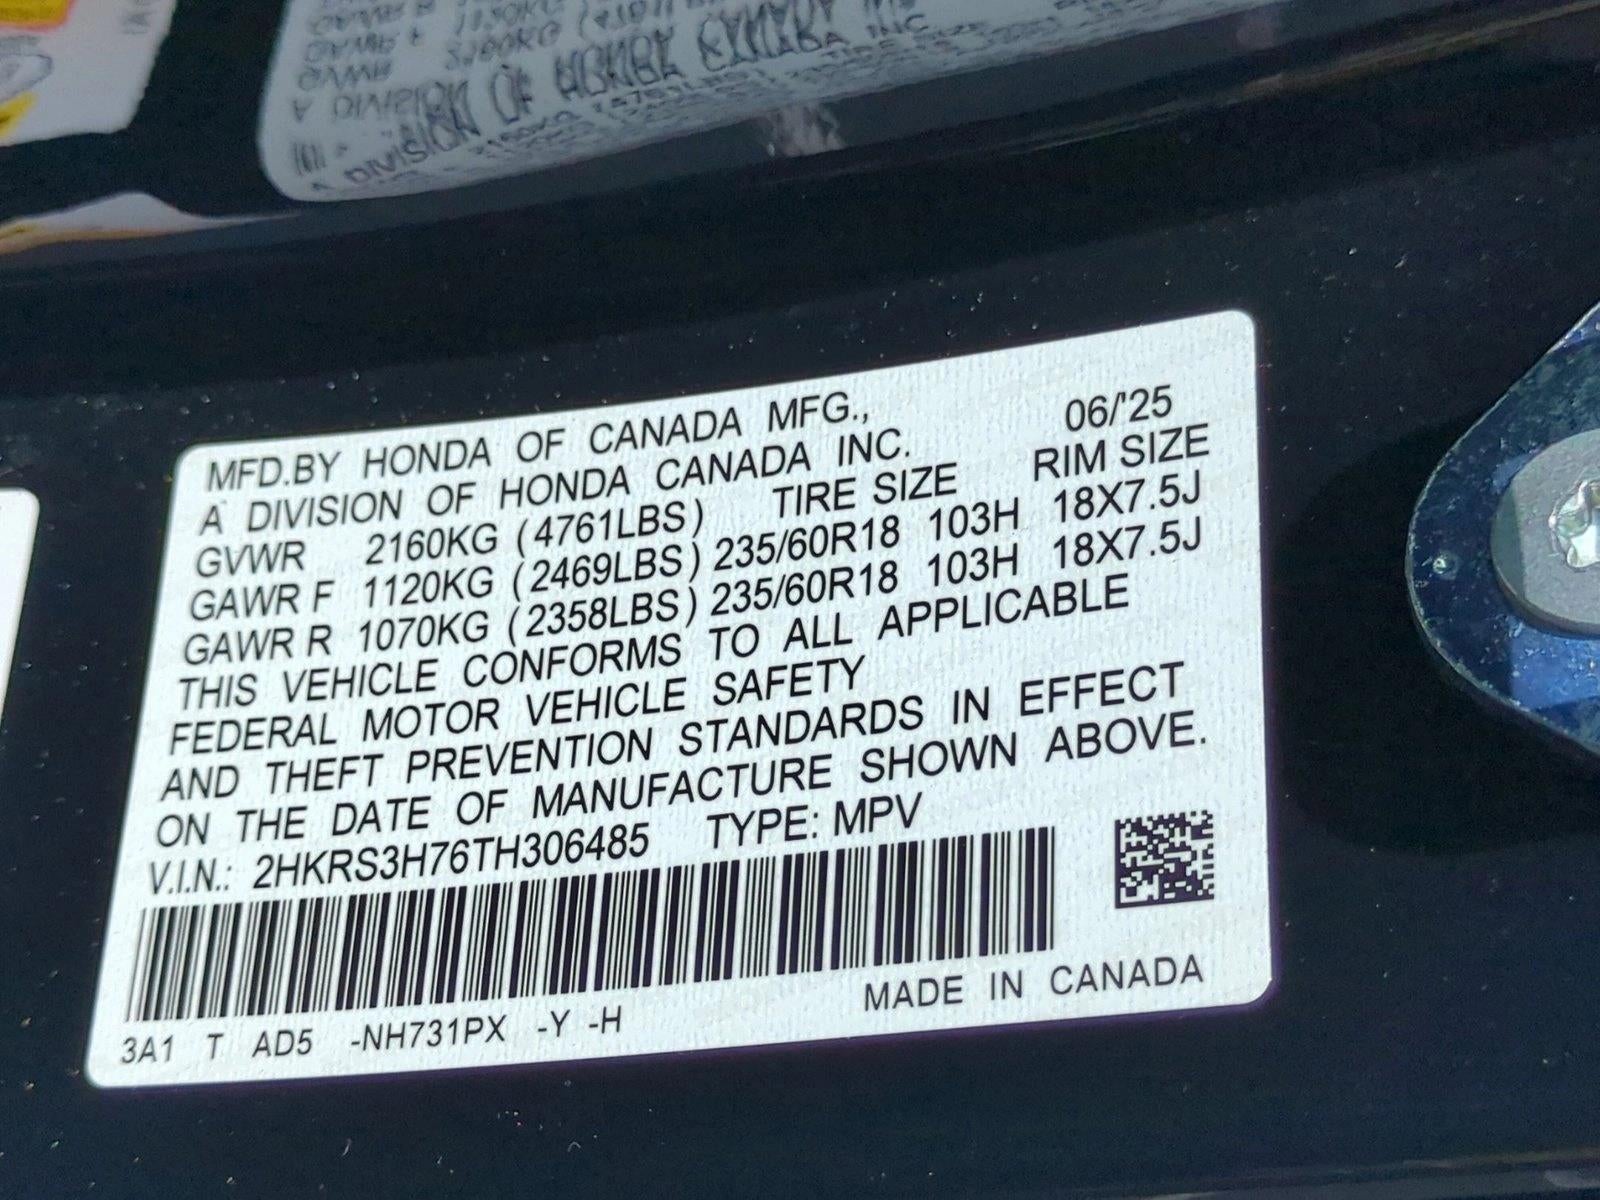 MFD.BY HONDA OF CANADA MFG., 06/'25
A DIVISION OF HONDA CANADA INC.
TIRE SIZE RIM SIZE
GVWR 2160KG (4761LBS)
GAWR F 1120KG (2469LBS) 235/60R18 103H 18X7.5J
GAWR R 1070KG (2358LBS) 235/60R18 103H 18X7.5J
THIS VEHICLE CONFORMS TO ALL APPLICABLE
FEDERAL MOTOR VEHICLE SAFETY
AND THEFT PREVENTION STANDARDS IN EFFECT
ON THE DATE OF MANUFACTURE SHOWN ABOVE.
V.I.N.: 2HKRS3H76TH306485 TYPE: MPV
3A1 T AD5 -NH731PX -Y -H MADE IN CANADA